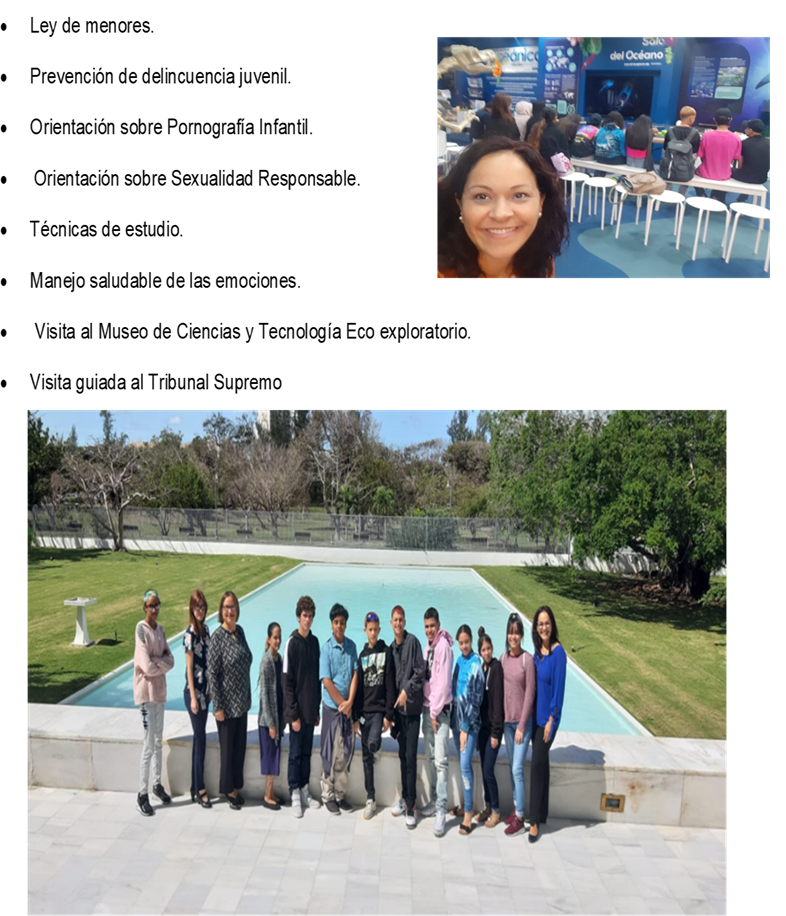 • Ley de menores.
• Prevención de delincuencia juvenil.
• Orientación sobre Pornografía Infantil.
• Orientación sobre Sexualidad Responsable.
• Técnicas de estudio.
• Manejo saludable de las emociones.
• Visita al Museo de Ciencias y Tecnología Eco exploratorio.
• Visita guiada al Tribunal Supremo
Sala
del Océano